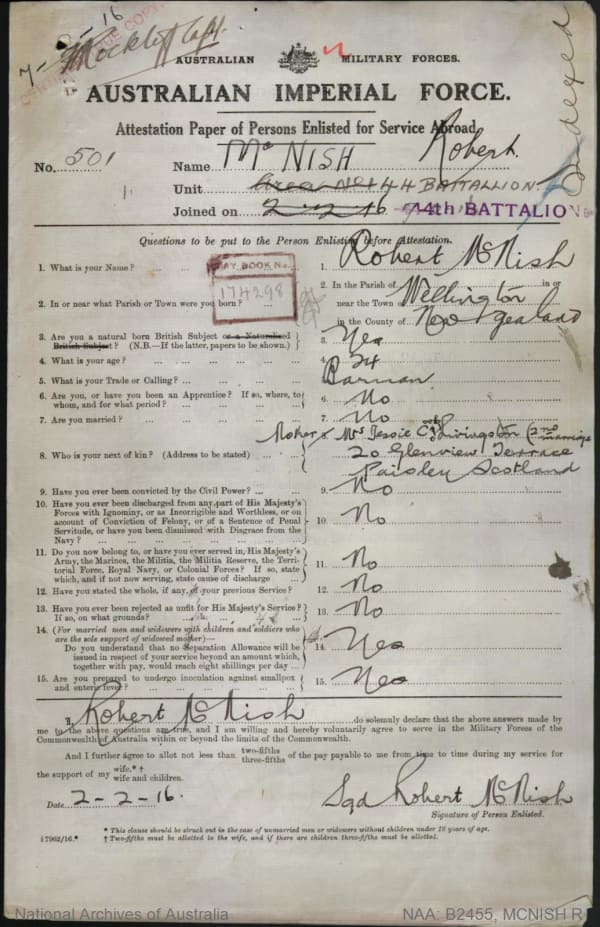 16
AUSTRALIAN MILITARY FORCES.
AUSTRALIAN IMPERIAL FORCE.
Attestation Paper of Persons Enlisted for Service Abroad.
No. 501 Name McNISH Robert.
Unit Area No 44 BATTALLION.
Joined on 2-2-16 44th BATTALION
Questions to be put to the Person Enlisting before Attestation.
PAY BOOK No.
174298
1. What is your Name? ... 1. Robert McNish
2. In or near what Parish or Town were you born? ... 2. In the Parish of ... in or
near the Town of Wellington
in the County of New Zealand
3. Are you a natural born British Subject or a Naturalized
British Subject? (N.B.—If the latter, papers to be shown.) 3. Yes
4. What is your age? ... 4. 24
5. What is your Trade or Calling? ... 5. Barman
6. Are you, or have you been an Apprentice? If so, where, to
whom, and for what period? ... 6. No
7. Are you married? ... 7. No
8. Who is your next of kin? (Address to be stated) ... 8. Mother Mrs Jessie Livingston (2nd marriage
20 Glenview Terrace
Paisley Scotland
9. Have you ever been convicted by the Civil Power? ... 9. No
10. Have you ever been discharged from any part of His Majesty's
Forces with Ignominy, or as Incorrigible and Worthless, or on
account of Conviction of Felony, or of a Sentence of Penal
Servitude, or have you been Dismissed with Disgrace from the
Navy? ... 10. No
11. Do you now belong to, or have you ever served in, His Majesty's
Army, the Marines, the Militia, the Militia Reserve, the Terri-
torial Force, Royal Navy, or Colonial Forces? If so, state
which, and if not now serving, state cause of discharge ... 11. No
12. Have you stated the whole, if any, of your previous Service? 12. No
13. Have you ever been rejected as unfit for His Majesty's Service?
If so, on what grounds? ... 13. No
14. (For married men and widowers with children and soldiers who
are the sole support of widowed mother)—
Do you understand that no Separation Allowance will be
issued in respect of your service beyond an amount which,
together with pay, would reach eight shillings per day ... 14. Yes
15. Are you prepared to undergo inoculation against smallpox
and enteric fever? ... 15. Yes
I, Robert McNish do solemnly declare that the above answers made by
me to the above questions are true, and I am willing and hereby voluntarily agree to serve in the Military Forces of the
Commonwealth of Australia within or beyond the limits of the Commonwealth.
And I further agree to allot not less than two-fifths three-fifths of the pay payable to me from time to time during my service for
the support of my wife.*† wife and children.
Date 2-2-16. Sgd Robert McNish
Signature of Person Enlisted.
* This clause should be struck out in the case of unmarried men or widowers without children under 18 years of age.
† Two-fifths must be allotted to the wife, and if there are children three-fifths must be allotted.
17962/16.*
National Archives of Australia NAA: B2455, MCNISH R